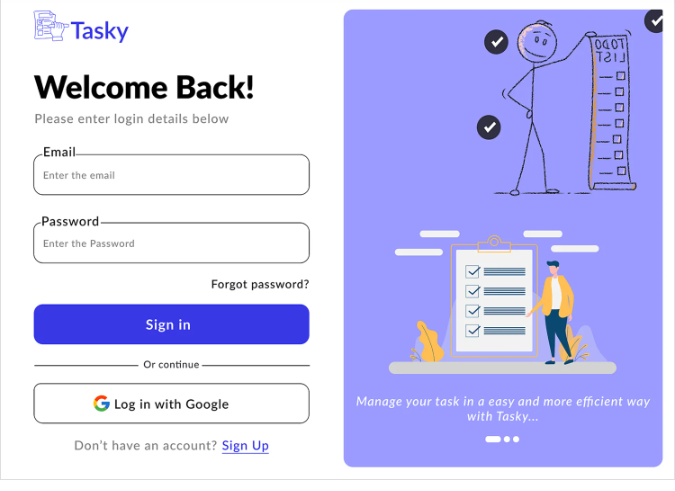 Tasky
Welcome Back!
Please enter login details below
Email
Enter the email
Password
Enter the Password
Forgot password?
Sign in
Or continue
Log in with Google
Don't have an account? Sign Up
TODO
LIST
Manage your task in a easy and more efficient way
with Tasky...